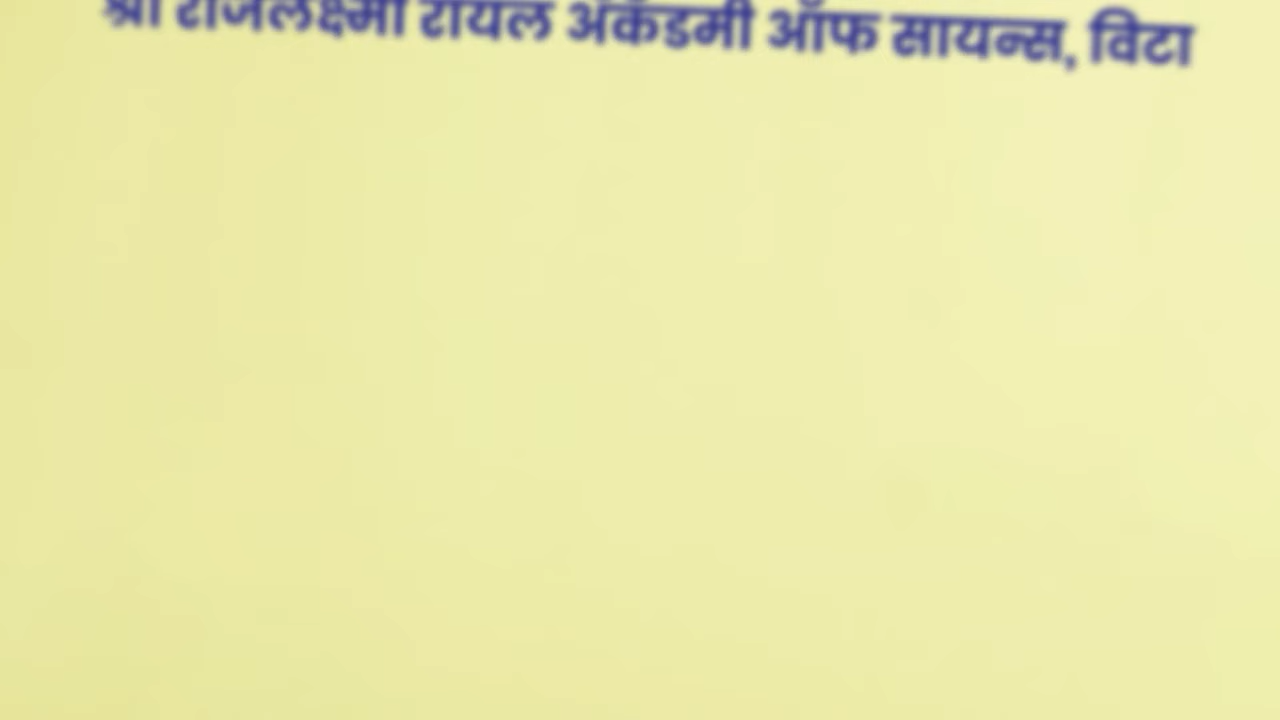 श्री राजलक्ष्मी रॉयल अकॅडमी ऑफ सायन्स, विटा